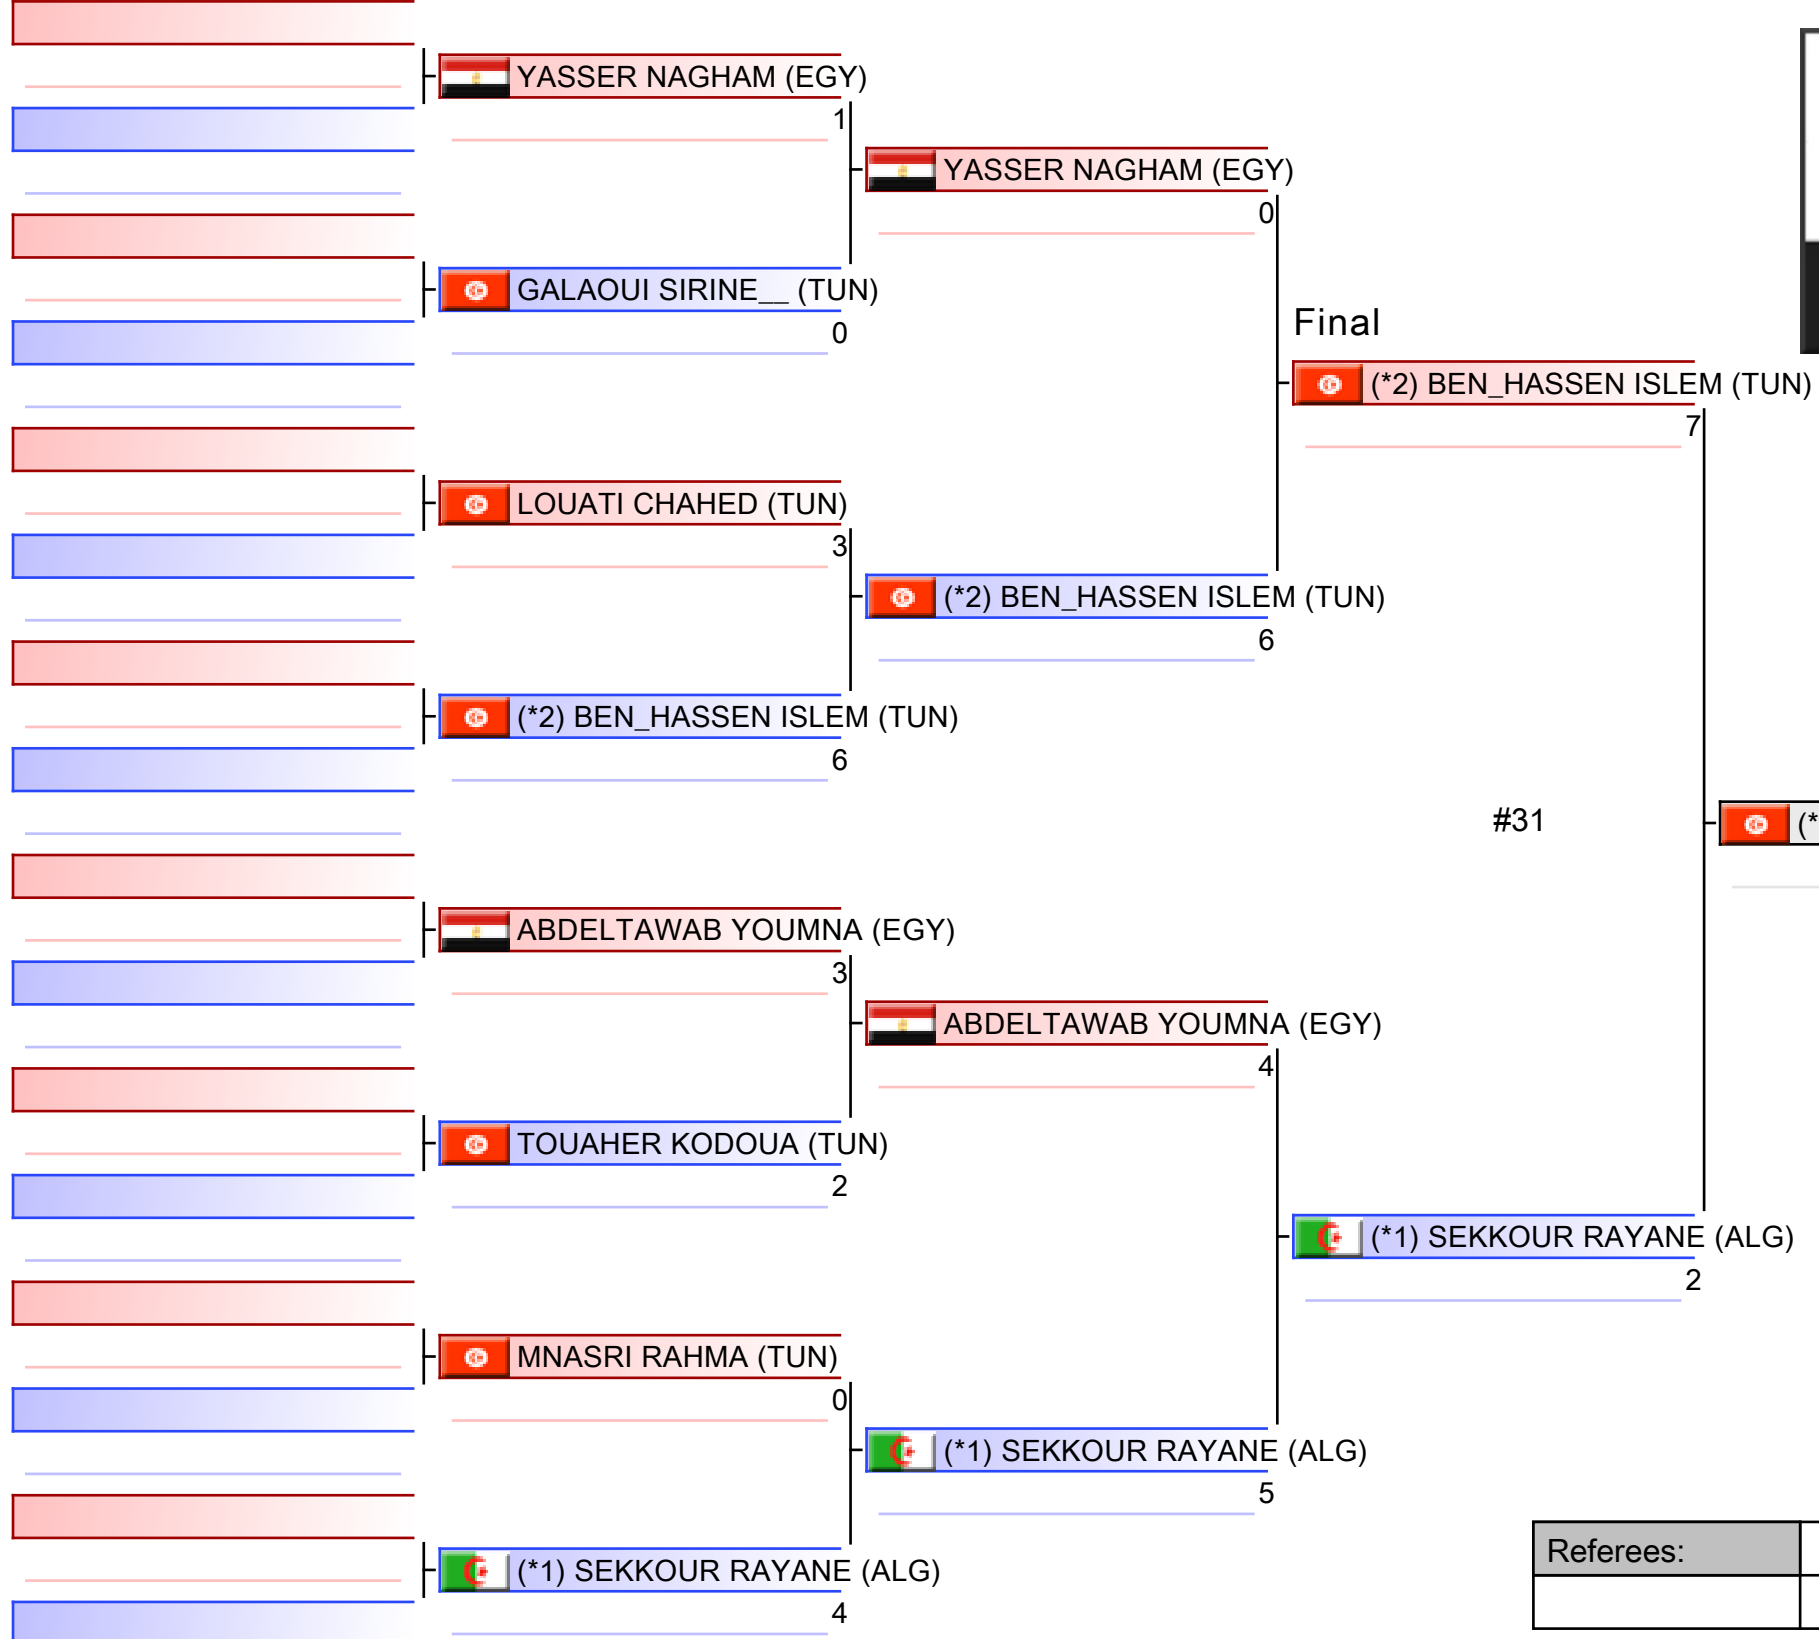 YASSER NAGHAM (EGY)
1
YASSER NAGHAM (EGY)
0
GALAOUI SIRINE__ (TUN)
0
Final
(*2) BEN_HASSEN ISLEM (TUN)
7
LOUATI CHAHED (TUN)
3
(*2) BEN_HASSEN ISLEM (TUN)
6
(*2) BEN_HASSEN ISLEM (TUN)
6
#31
(*
ABDELTAWAB YOUMNA (EGY)
3
ABDELTAWAB YOUMNA (EGY)
4
TOUAHER KODOUA (TUN)
2
(*1) SEKKOUR RAYANE (ALG)
2
MNASRI RAHMA (TUN)
0
(*1) SEKKOUR RAYANE (ALG)
5
Referees:
(*1) SEKKOUR RAYANE (ALG)
4